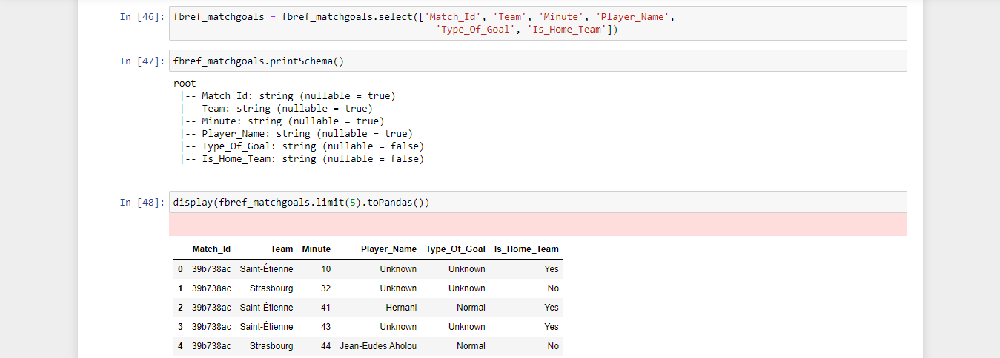 In [46]: fbref_matchgoals = fbref_matchgoals.select(['Match_Id', 'Team', 'Minute', 'Player_Name',
'Type_Of_Goal', 'Is_Home_Team'])
In [47]: fbref_matchgoals.printSchema()
root
|-- Match_Id: string (nullable = true)
|-- Team: string (nullable = true)
|-- Minute: string (nullable = true)
|-- Player_Name: string (nullable = true)
|-- Type_Of_Goal: string (nullable = false)
|-- Is_Home_Team: string (nullable = false)
In [48]: display(fbref_matchgoals.limit(5).toPandas())
Match_Id Team Minute Player_Name Type_Of_Goal Is_Home_Team
0 39b738ac Saint-Étienne 10 Unknown Unknown Yes
1 39b738ac Strasbourg 32 Unknown Unknown No
2 39b738ac Saint-Étienne 41 Hernani Normal Yes
3 39b738ac Saint-Étienne 43 Unknown Unknown Yes
4 39b738ac Strasbourg 44 Jean-Eudes Aholou Normal No